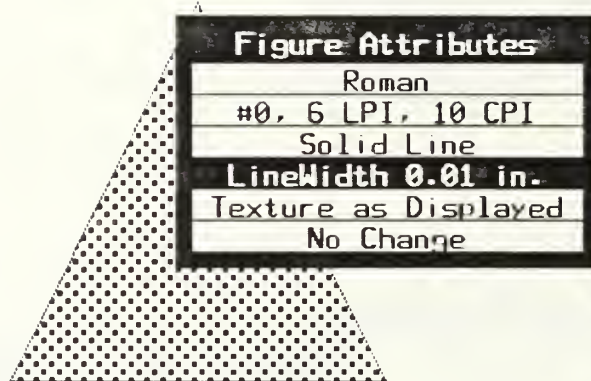 Figure Attributes
Roman
#0, 6 LPI, 10 CPI
Solid Line
LineWidth 0.01 in.
Texture as Displayed
No Change